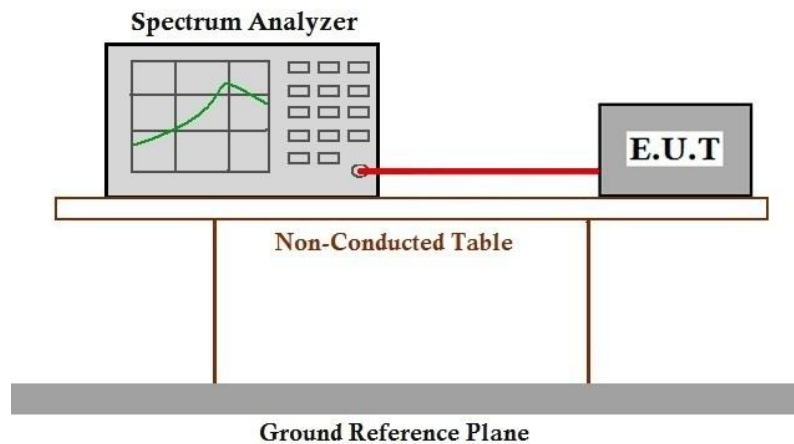 Spectrum Analyzer
E.U.T
Non-Conducted Table
Ground Reference Plane